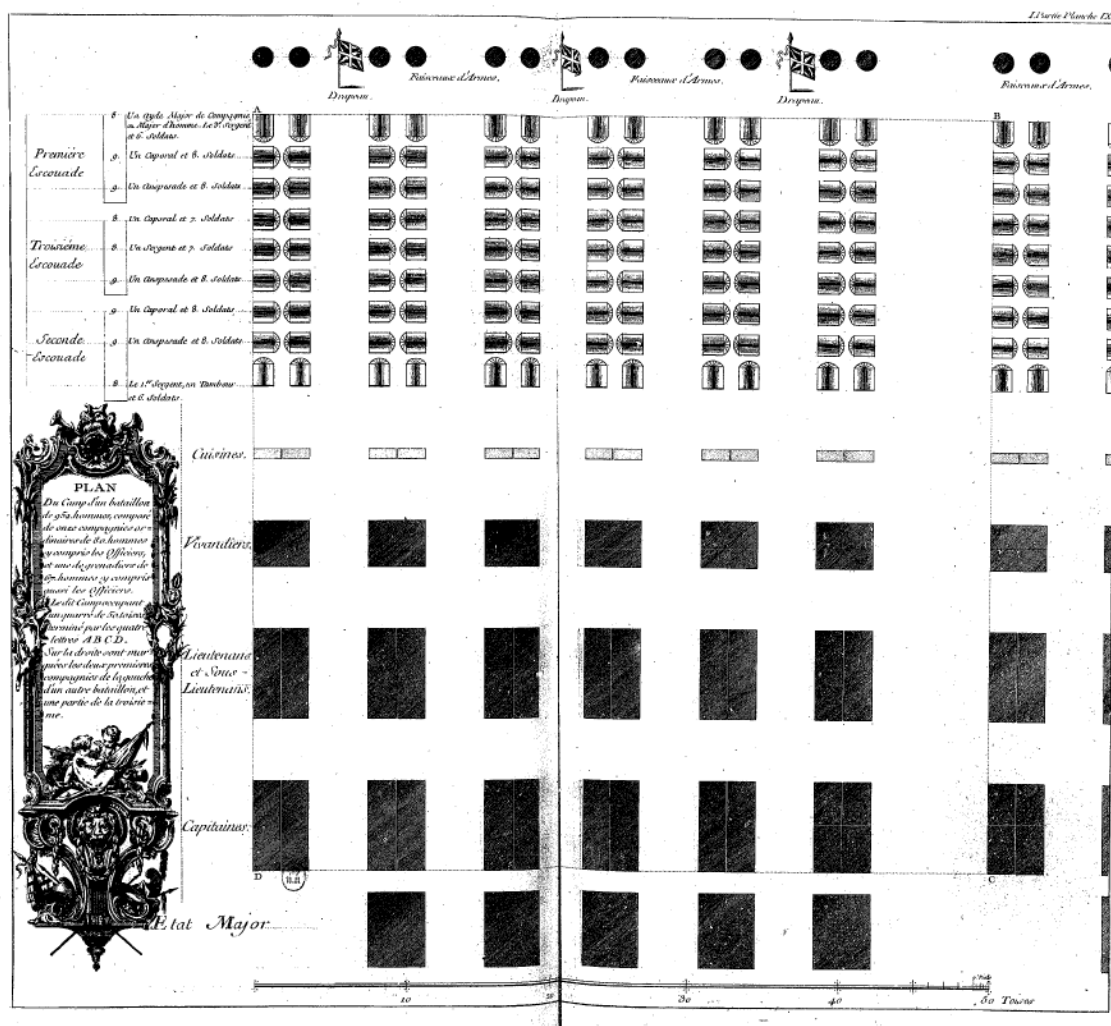 I. Partie Planche IX
Faisceaux d'Armes.
Faisceaux d'Armes.
Faisceaux d'Armes.
Drapeau.
Drapeau.
Drapeau.
A
B
Première
Escouade
8 Un Ayde Major de Compagnie
ou Major d'homme. Le 3e. Sergent
et 6. Soldats.
9 Un Caporal et 8. Soldats
9 Un Anspesade et 8. Soldats
Troisiéme
Escouade
8 Un Caporal et 7. Soldats
8 Un Sergent et 7. Soldats
9 Un Anspesade et 8. Soldats
Seconde
Escouade
9 Un Caporal et 8. Soldats
9 Un Anspesade et 8. Soldats
8 Le 1.er Sergent, un Tambour
et 6. Soldats.
Cuisines.
Vivandiers.
Lieutenans
et Sous-
Lieutenans.
Capitaines.
D
C
Etat Major
PLAN
Du Camp d'un bataillon
de 954 hommes, composé
de onze compagnies or-
dinaires de 80 hommes
y compris les Officiers,
et une de grenadiers de
hommes y compris
aussi les Officiers.
Le dit Camp occupant
un quarré de 50 toises
terminé par les quatre
lettres A B C D.
Sur la droite sont mar
quées les deux premieres
compagnies de la gauche
d'un autre bataillon, et
une partie de la troisie-
me.
10
20
30
40
50 Toises